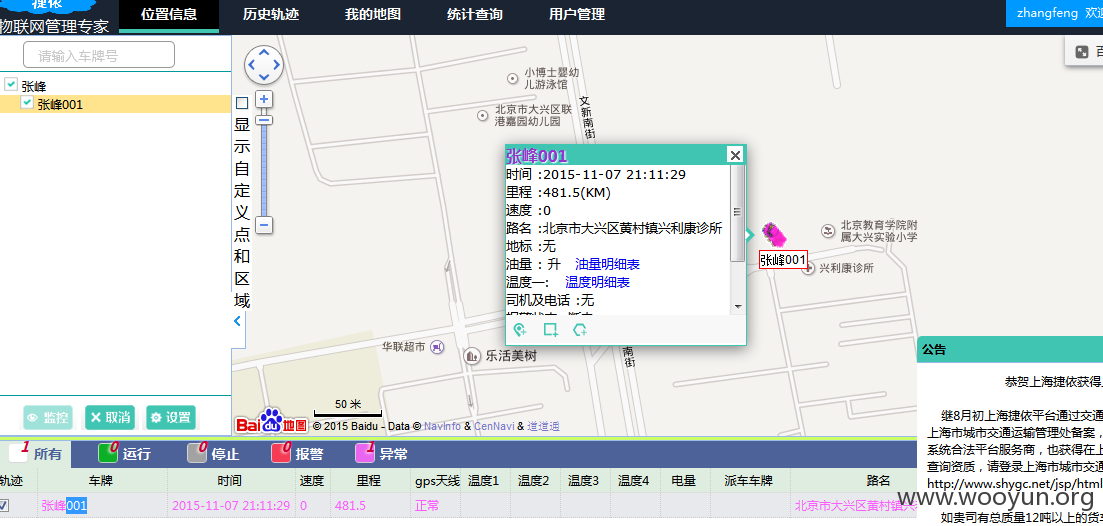 捷依
物联网管理专家
位置信息
历史轨迹
我的地图
统计查询
用户管理
zhangfeng 欢迎
请输入车牌号
张峰
张峰001
显示自定义点和区域
小博士婴幼
儿游泳馆
北京市大兴区联
港嘉园幼儿园
文新南街
张峰001
时间 :2015-11-07 21:11:29
里程 :481.5(KM)
速度 :0
路名 :北京市大兴区黄村镇兴利康诊所
地标 :无
油量 : 升 油量明细表
温度一: 温度明细表
司机及电话 :无
张峰001
北京教育学院附
属大兴实验小学
兴利康诊所
华联超市
乐活美树
南街
50 米
Bai du 地图
© 2015 Baidu - Data © NavInfo & CenNavi & 道道通
监控
取消
设置
公告
恭贺上海捷依获得
继8月初上海捷依平台通过交通
上海市城市交通运输管理处备案，
系统合法平台服务商，也获得在上
查询资质，请登录上海市城市交通
http://www.shygc.net/jsp/html
如贵司有总质量12吨以上的货车
1 所有
0 运行
0 停止
0 报警
1 异常
轨迹 车牌 时间 速度 里程 gps天线 温度1 温度2 温度3 温度4 电量 派车车牌 路名
张峰001 2015-11-07 21:11:29 0 481.5 正常 北京市大兴区黄村镇兴
www.wooyun.org